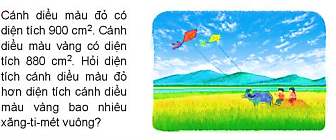 Cánh diều màu đỏ có
diện tích 900 cm². Cánh
diều màu vàng có diện
tích 880 cm². Hỏi diện
tích cánh diều màu đỏ
hơn diện tích cánh diều
màu vàng bao nhiêu
xăng-ti-mét vuông?